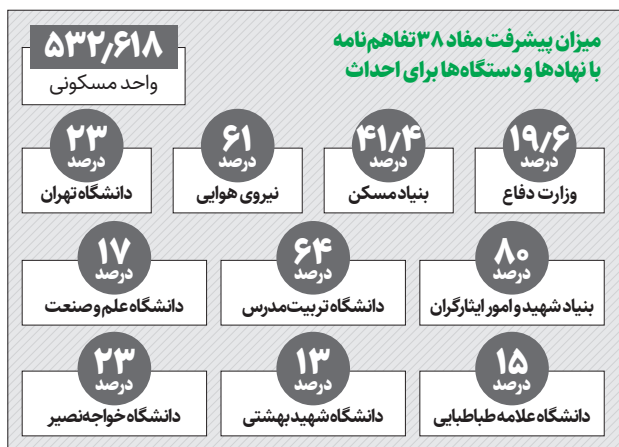 میزان پیشرفت مفاد ۳۸ تفاهم‌نامه
با نهادها و دستگاه‌ها برای احداث
۵۳۲٫۶۱۸
واحد مسکونی
۱۹٫۶
درصد
وزارت دفاع
۴۱٫۴
درصد
بنیاد مسکن
۶۱
درصد
نیروی هوایی
۲۳
درصد
دانشگاه تهران
۸۰
درصد
بنیاد شهید و امور ایثارگران
۶۴
درصد
دانشگاه تربیت مدرس
۱۷
درصد
دانشگاه علم و صنعت
۱۵
درصد
دانشگاه علامه طباطبایی
۱۳
درصد
دانشگاه شهید بهشتی
۲۳
درصد
دانشگاه خواجه نصیر